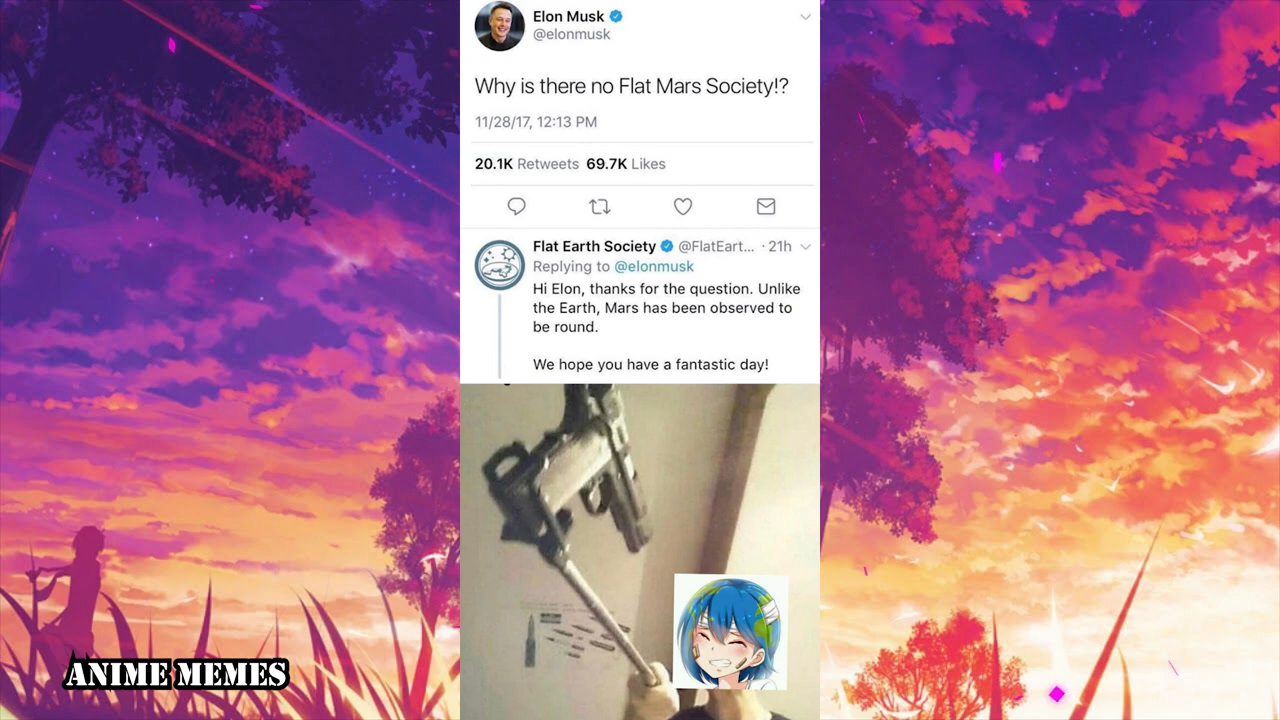 Elon Musk
@elonmusk
Why is there no Flat Mars Society!?
11/28/17, 12:13 PM
20.1K Retweets 69.7K Likes
Flat Earth Society @FlatEart... · 21h
Replying to @elonmusk
Hi Elon, thanks for the question. Unlike
the Earth, Mars has been observed to
be round.
We hope you have a fantastic day!
ANIME MEMES